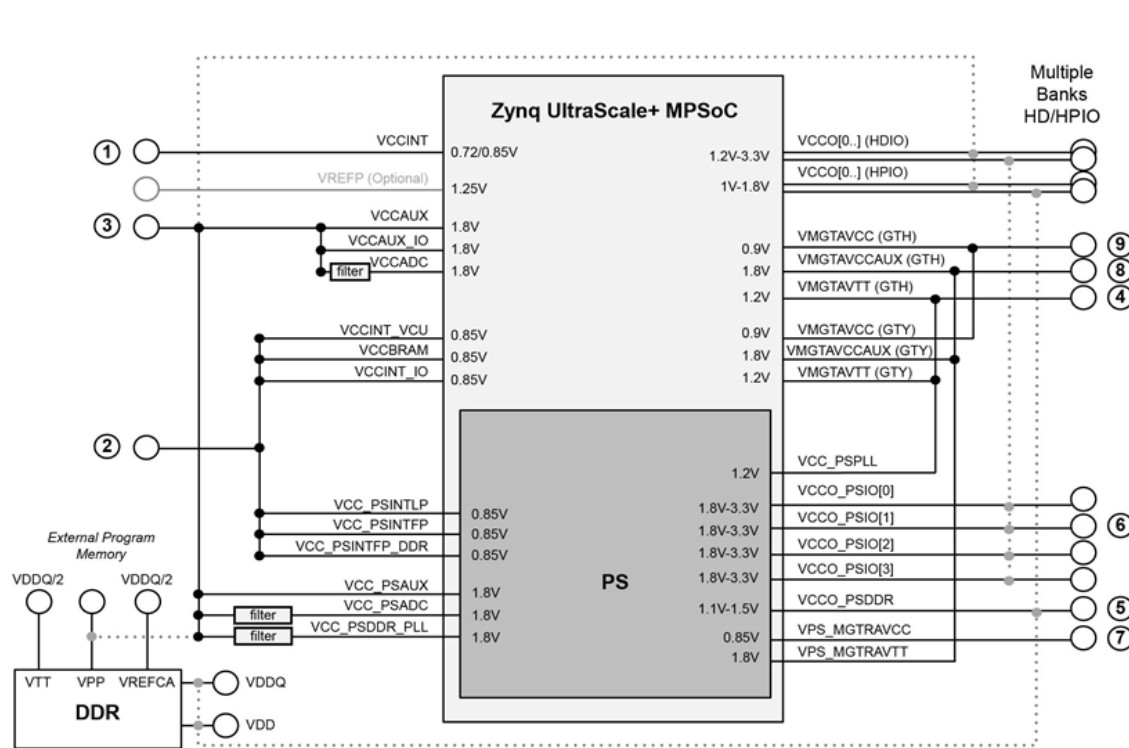 Zynq UltraScale+ MPSoC
Multiple
Banks
HD/HPIO
1
VCCINT
0.72/0.85V
VREFP (Optional)
1.25V
3
VCCAUX
1.8V
VCCAUX_IO
1.8V
filter
VCCADC
1.8V
VCCINT_VCU
0.85V
VCCBRAM
0.85V
VCCINT_IO
0.85V
2
VCC_PSINTLP
0.85V
VCC_PSINTFP
0.85V
VCC_PSINTFP_DDR
0.85V
VCC_PSAUX
1.8V
filter
VCC_PSADC
1.8V
filter
VCC_PSDDR_PLL
1.8V
1.2V-3.3V
VCCO[0..] (HDIO)
1V-1.8V
VCCO[0..] (HPIO)
0.9V
VMGTAVCC (GTH)
9
1.8V
VMGTAVCCAUX (GTH)
8
1.2V
VMGTAVTT (GTH)
4
0.9V
VMGTAVCC (GTY)
1.8V
VMGTAVCCAUX (GTY)
1.2V
VMGTAVTT (GTY)
PS
1.2V
VCC_PSPLL
1.8V-3.3V
VCCO_PSIO[0]
1.8V-3.3V
VCCO_PSIO[1]
6
1.8V-3.3V
VCCO_PSIO[2]
1.8V-3.3V
VCCO_PSIO[3]
1.1V-1.5V
VCCO_PSDDR
5
0.85V
VPS_MGTRAVCC
7
1.8V
VPS_MGTRAVTT
External Program
Memory
VDDQ/2
VDDQ/2
VTT
VPP
VREFCA
DDR
VDDQ
VDD